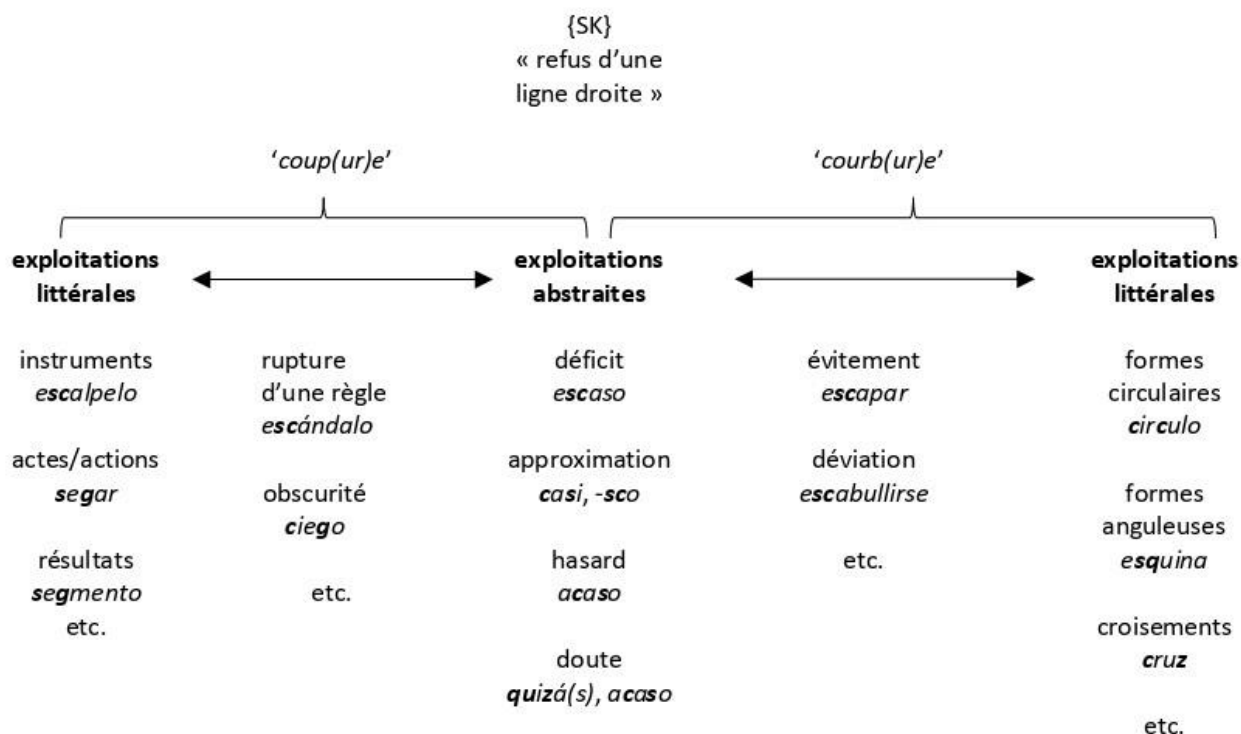 {SK}
« refus d’une
ligne droite »
‘coup(ur)e’
‘courb(ur)e’
exploitations
littérales
exploitations
abstraites
exploitations
littérales
instruments
escalpelo
actes/actions
segar
résultats
segmento
etc.
rupture
d’une règle
escándalo
obscurité
ciego
etc.
déficit
escaso
approximation
casi, -sco
hasard
acaso
doute
quizá(s), acaso
évitement
escapar
déviation
escabullirse
etc.
formes
circulaires
circulo
formes
anguleuses
esquina
croisements
cruz
etc.